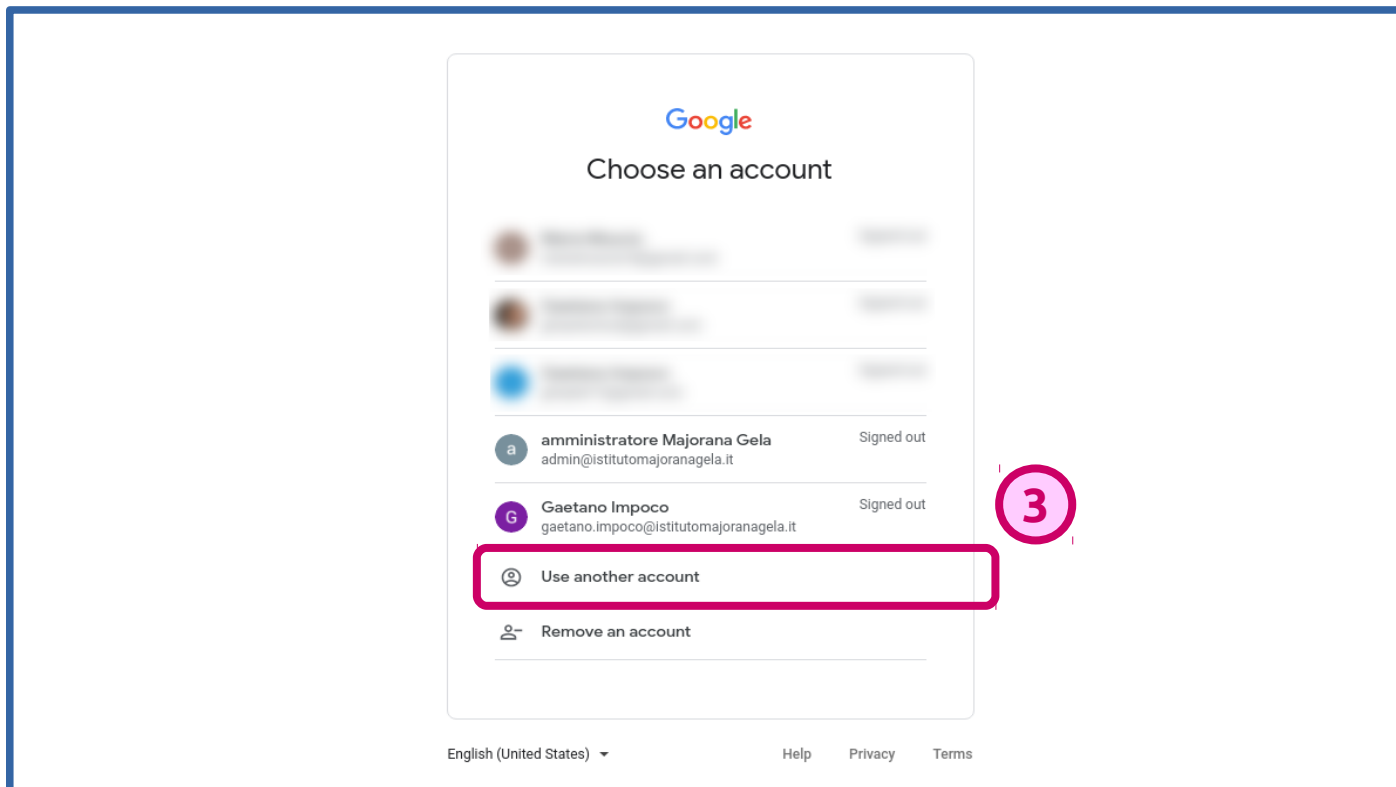 Google
Choose an account
amministratore Majorana Gela
Signed out
admin@istitutomajoranagela.it
Gaetano Impoco
Signed out
gaetano.impoco@istitutomajoranagela.it
3
Use another account
Remove an account
English (United States)
Help Privacy Terms